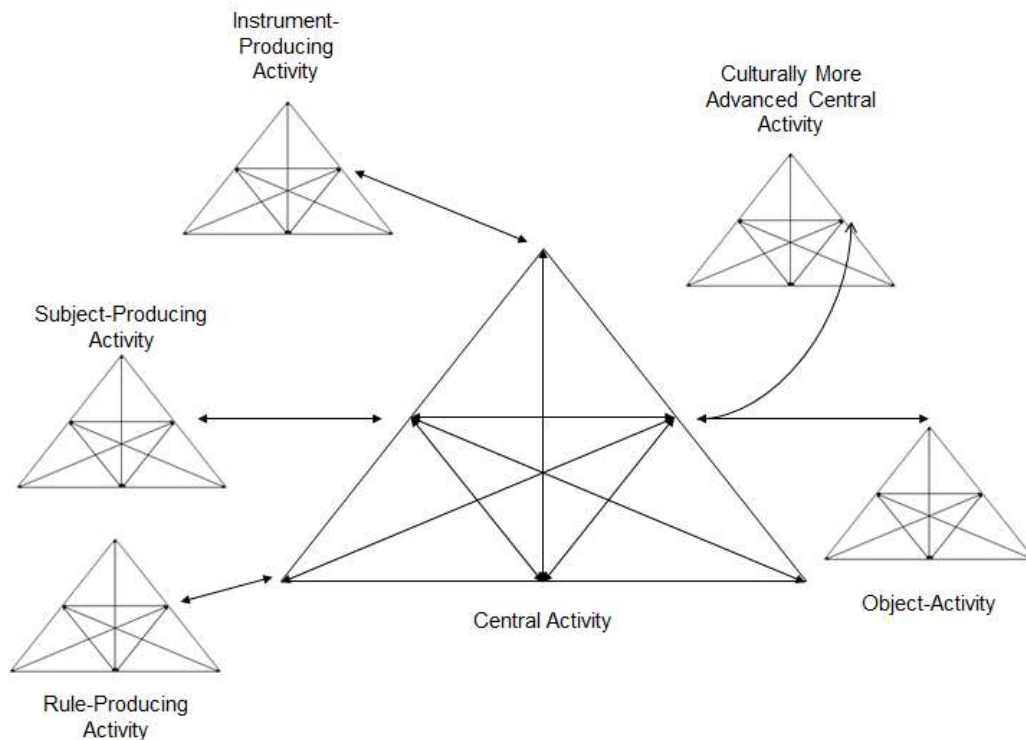 Instrument-
Producing
Activity
Culturally More
Advanced Central
Activity
Subject-Producing
Activity
Central Activity
Object-Activity
Rule-Producing
Activity